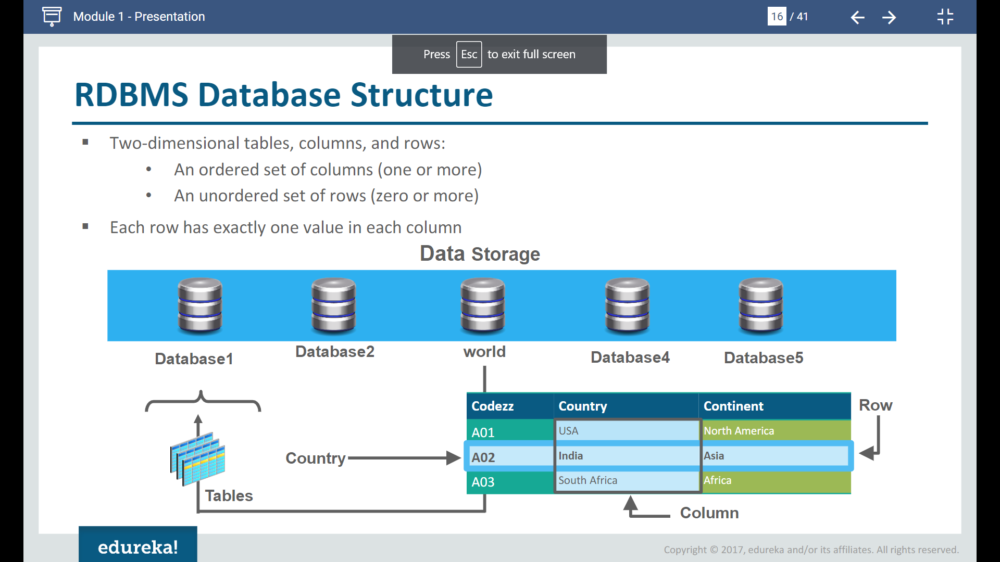 Module 1 - Presentation
16 / 41
Press Esc to exit full screen
RDBMS Database Structure
▪ Two-dimensional tables, columns, and rows:
• An ordered set of columns (one or more)
• An unordered set of rows (zero or more)
▪ Each row has exactly one value in each column
Data Storage
Database1 Database2 world Database4 Database5
Codezz Country Continent
Row
A01 USA North America
Country
A02 India Asia
A03 South Africa Africa
Tables
Column
edureka!
Copyright © 2017, edureka and/or its affiliates. All rights reserved.